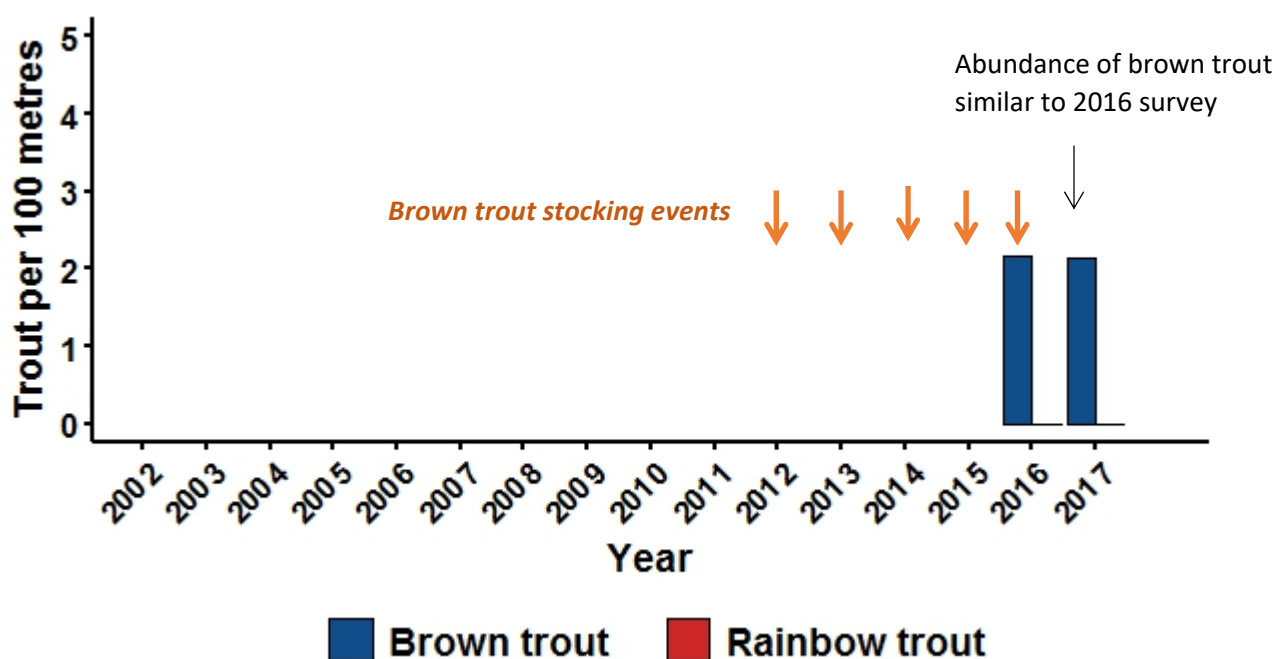 Trout per 100 metres
5
4
3
2
1
0
Abundance of brown trout
similar to 2016 survey
Brown trout stocking events
2002 2003 2004 2005 2006 2007 2008 2009 2010 2011 2012 2013 2014 2015 2016 2017
Year
Brown trout Rainbow trout